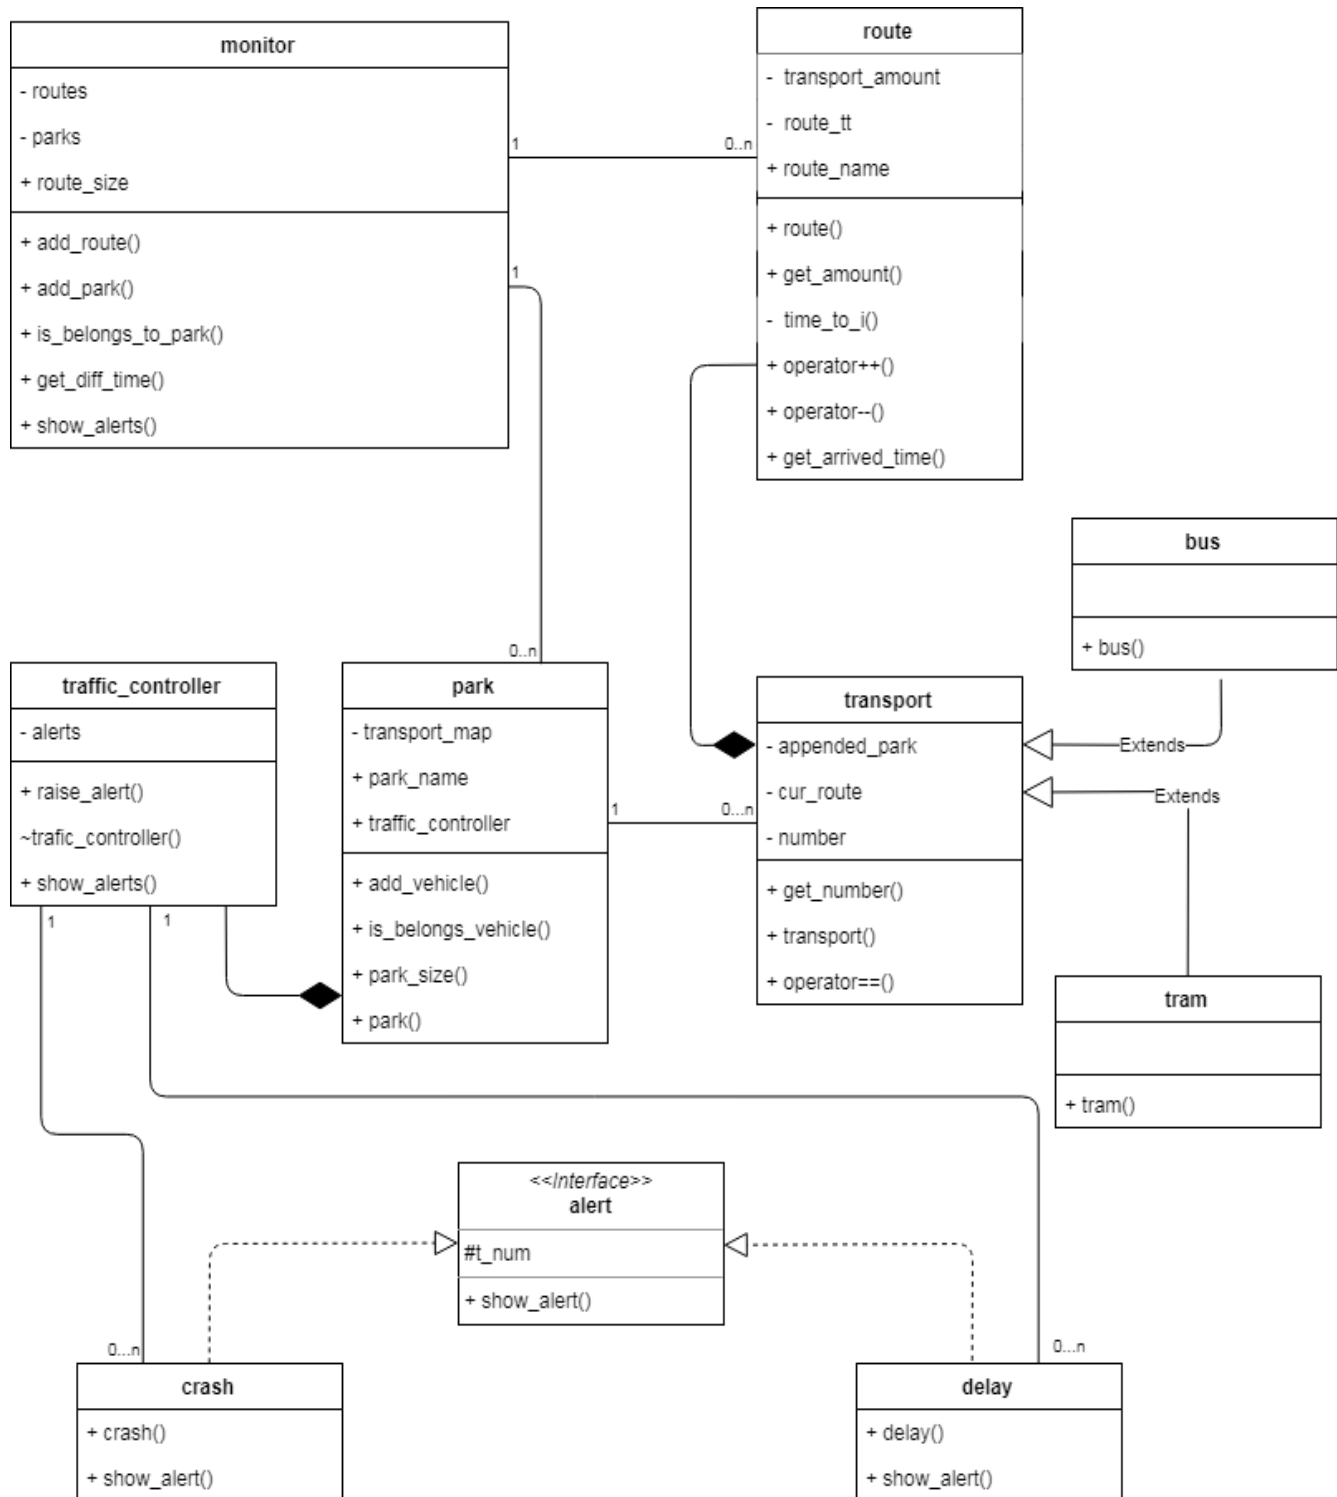 monitor
- routes
- parks
+ route_size
+ add_route()
+ add_park()
+ is_belongs_to_park()
+ get_diff_time()
+ show_alerts()
1
0..n
route
- transport_amount
- route_tt
+ route_name
+ route()
+ get_amount()
- time_to_i()
+ operator++()
+ operator--()
+ get_arrived_time()
1
0..n
bus
+ bus()
traffic_controller
- alerts
+ raise_alert()
~trafic_controller()
+ show_alerts()
park
- transport_map
+ park_name
+ traffic_controller
+ add_vehicle()
+ is_belongs_vehicle()
+ park_size()
+ park()
1
0...n
transport
- appended_park
- cur_route
- number
+ get_number()
+ transport()
+ operator==()
Extends
Extends
tram
+ tram()
1
1
<<Interface>>
alert
#t_num
+ show_alert()
0...n
0...n
crash
+ crash()
+ show_alert()
delay
+ delay()
+ show_alert()